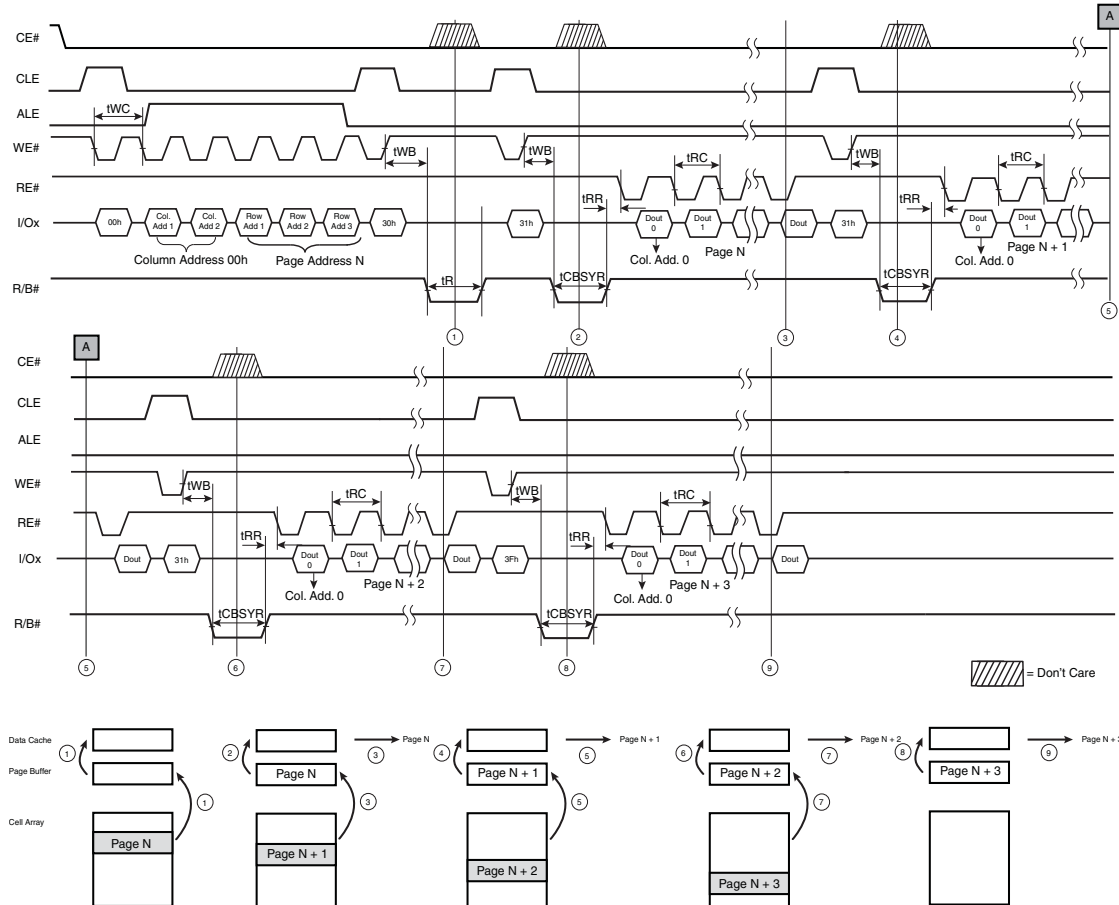 A
CE#
CLE
ALE
tWC
WE#
tWB
tWB
tWB
RE#
tRC
tRC
tRR
tRR
I/Ox
00h
Col. Add 1
Col. Add 2
Row Add 1
Row Add 2
Row Add 3
30h
31h
Dout 0
Dout 1
Dout
31h
Dout 0
Dout 1
Column Address 00h
Page Address N
Page N
Page N + 1
Col. Add. 0
Col. Add. 0
R/B#
tR
tCBSYR
tCBSYR
1
2
3
4
5
A
CE#
CLE
ALE
WE#
tWB
tWB
RE#
tRC
tRC
tRR
tRR
I/Ox
Dout
31h
Dout 0
Dout 1
Dout
3Fh
Dout 0
Dout 1
Dout
Page N + 2
Page N + 3
Col. Add. 0
Col. Add. 0
R/B#
tCBSYR
tCBSYR
5
6
7
8
9
= Don't Care
Data Cache
Page Buffer
Cell Array
1
1
Page N
2
Page N
3
Page N
3
Page N + 1
4
Page N + 1
5
Page N + 1
5
Page N + 2
6
Page N + 2
7
Page N + 2
7
Page N + 3
8
Page N + 3
9